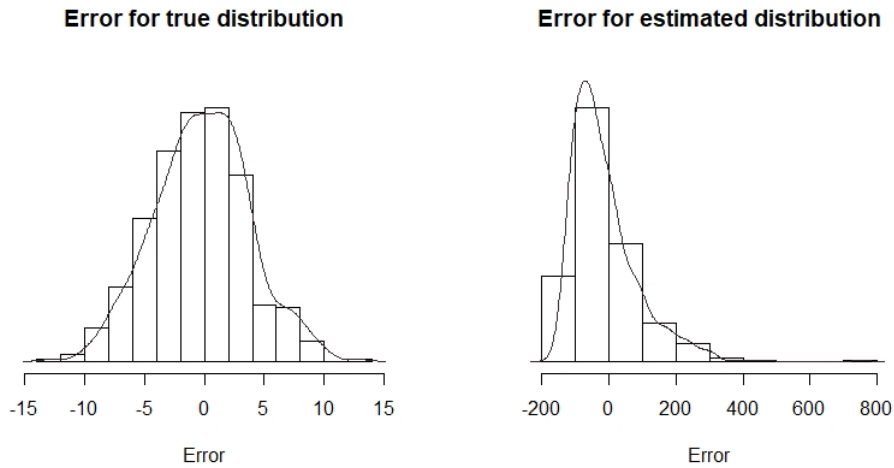 Error for true distribution
-15 -10 -5 0 5 10 15
Error
Error for estimated distribution
-200 0 200 400 600 800
Error